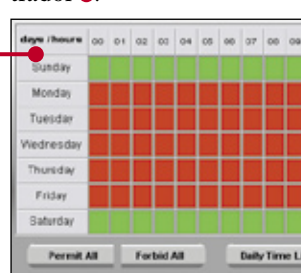 days /hours 00 01 02 03 04 05 06 07 08 09
Sunday
Monday
Tuesday
Wednesday
Thursday
Friday
Saturday
Permit All Forbid All Daily Time L